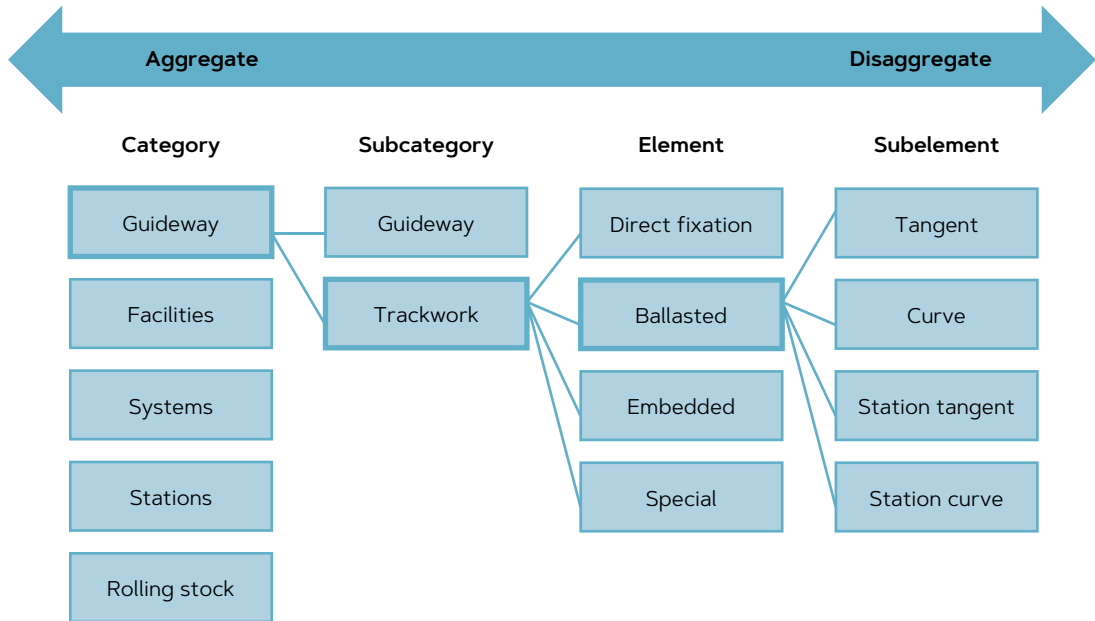 Aggregate
Disaggregate
Category
Subcategory
Element
Subelement
Guideway
Guideway
Direct fixation
Tangent
Facilities
Trackwork
Ballasted
Curve
Systems
Embedded
Station tangent
Stations
Special
Station curve
Rolling stock